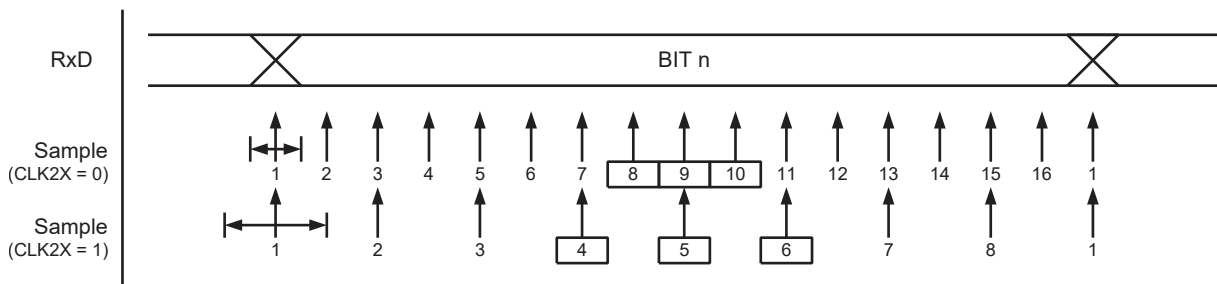 RxD BIT n
Sample
(CLK2X = 0)
1 2 3 4 5 6 7 8 9 10 11 12 13 14 15 16 1
Sample
(CLK2X = 1)
1 2 3 4 5 6 7 8 1